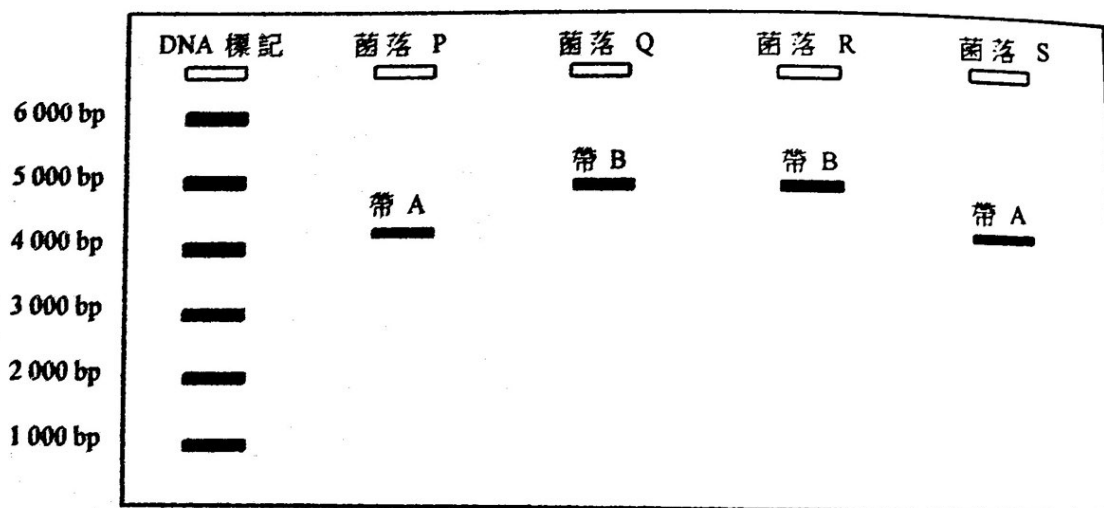 DNA 標記 菌落 P 菌落 Q 菌落 R 菌落 S
6 000 bp
5 000 bp 帶 B 帶 B
帶 A 帶 A
4 000 bp
3 000 bp
2 000 bp
1 000 bp